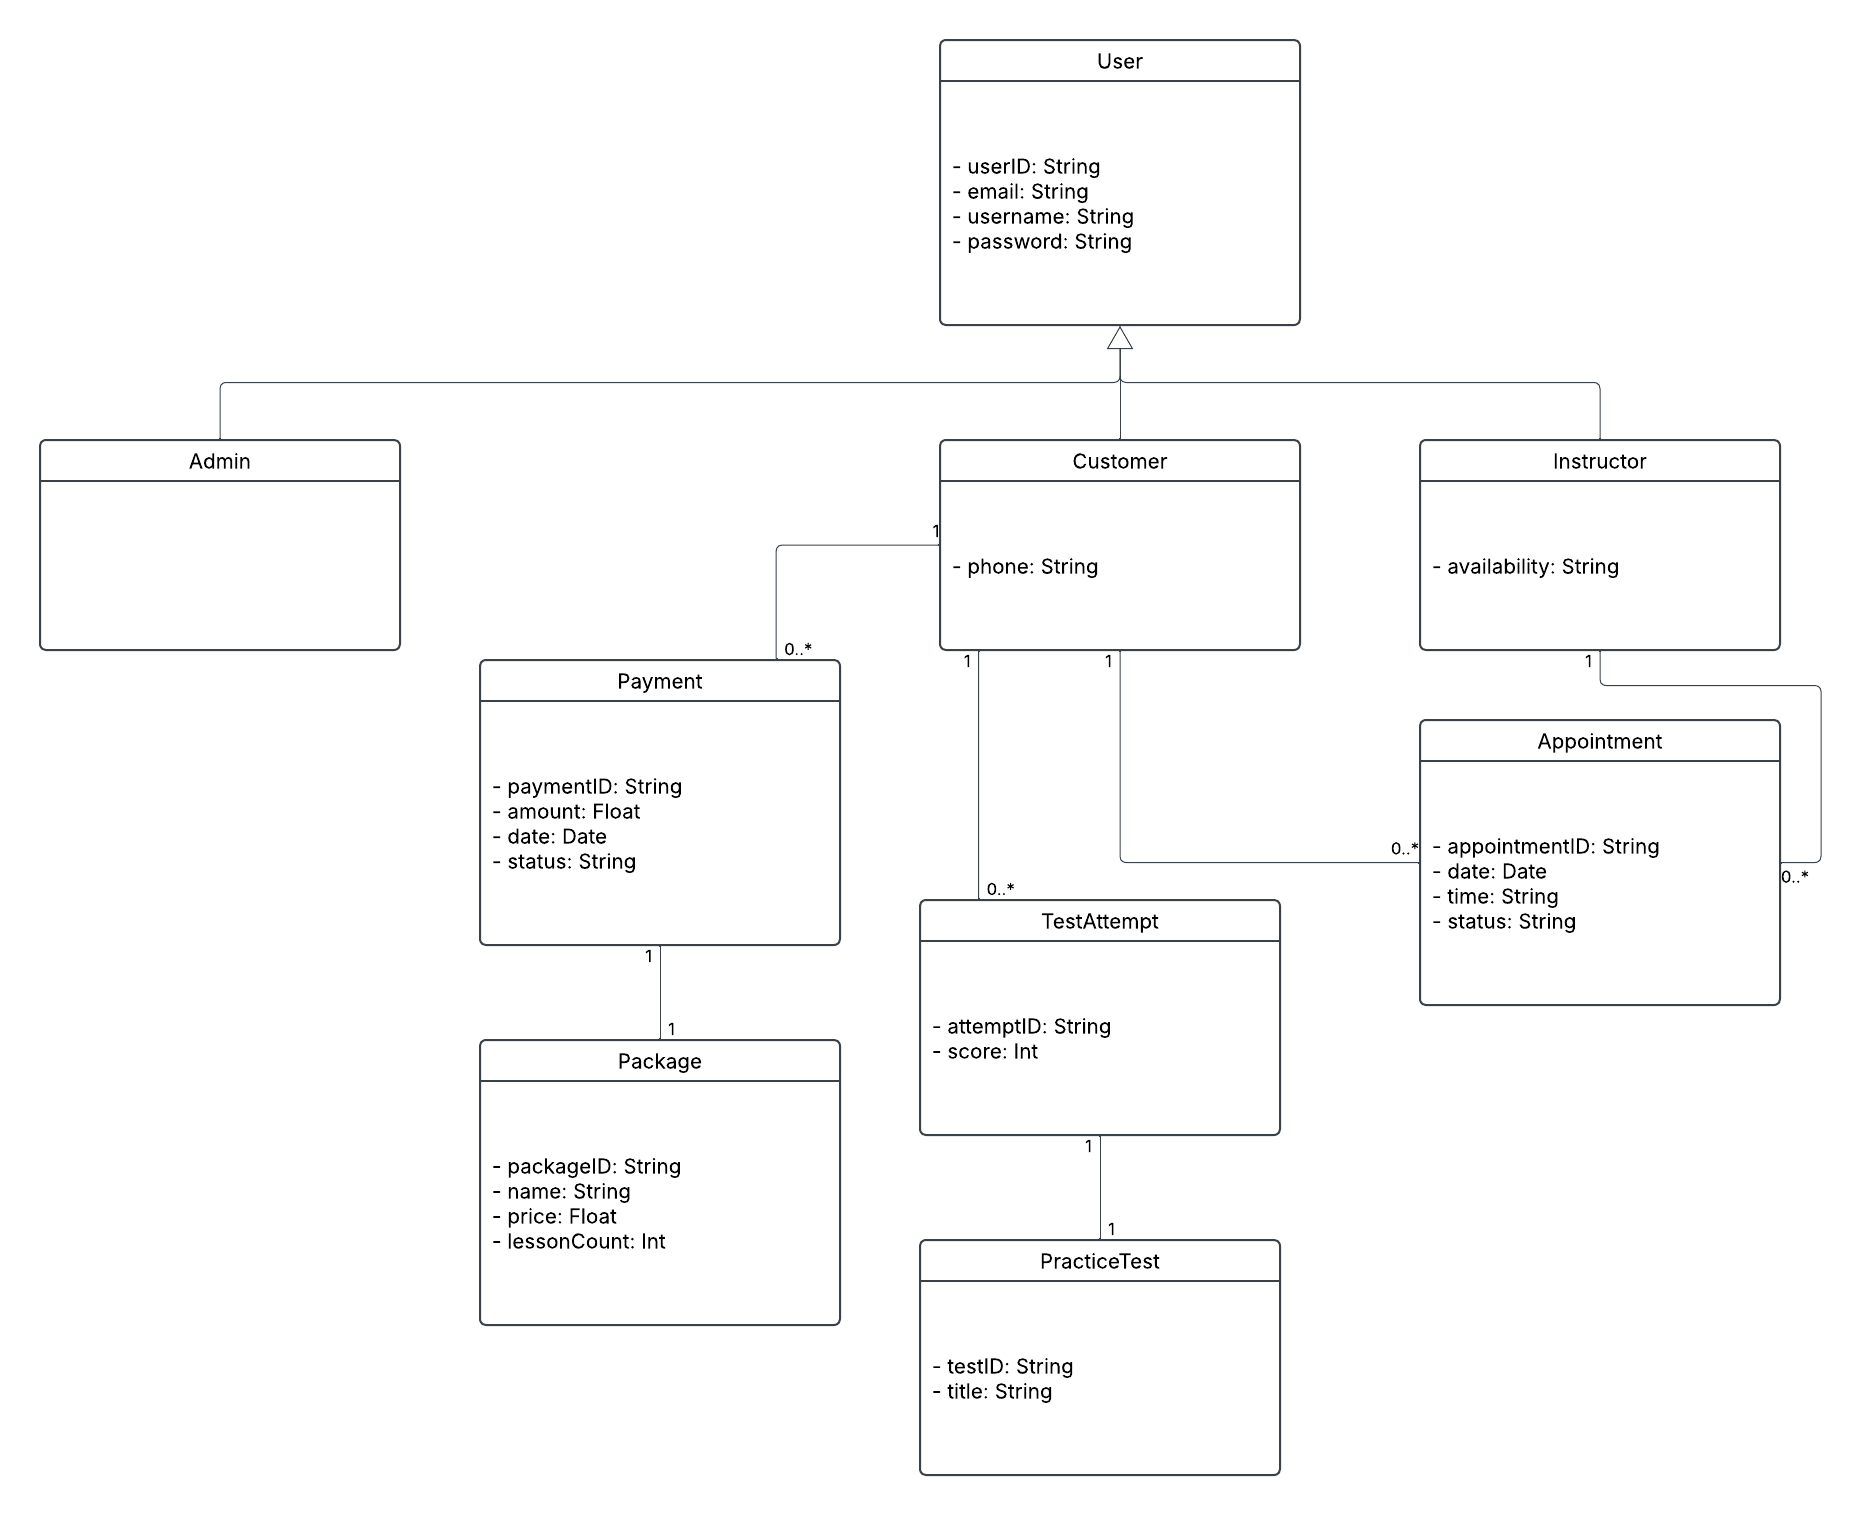 User
- userID: String
- email: String
- username: String
- password: String
Admin
Customer
- phone: String
Instructor
- availability: String
1
0..*
1
1
1
Payment
- paymentID: String
- amount: Float
- date: Date
- status: String
Appointment
- appointmentID: String
- date: Date
- time: String
- status: String
0..*
0..*
0..*
TestAttempt
- attemptID: String
- score: Int
1
1
Package
- packageID: String
- name: String
- price: Float
- lessonCount: Int
1
1
PracticeTest
- testID: String
- title: String